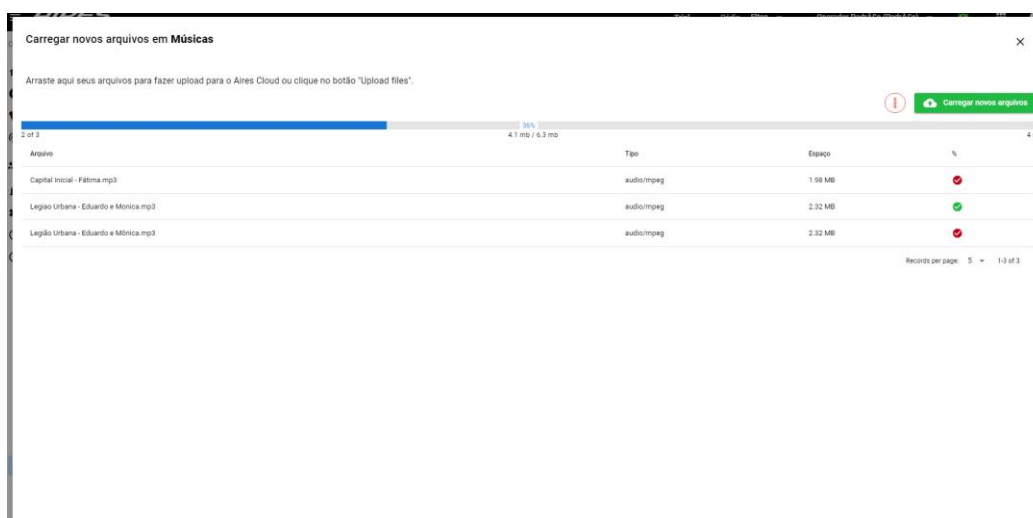 Carregar novos arquivos em Músicas
Arraste aqui seus arquivos para fazer upload para o Aires Cloud ou clique no botão "Upload files".
Carregar novos arquivos
36%
2 of 3 4.1 mb / 6.3 mb 4
Arquivo Tipo Espaço %
Capital Inicial - Fátima.mp3 audio/mpeg 1.98 MB
Legiao Urbana - Eduardo e Monica.mp3 audio/mpeg 2.32 MB
Legião Urbana - Eduardo e Mônica.mp3 audio/mpeg 2.32 MB
Records per page: 5 1-3 of 3